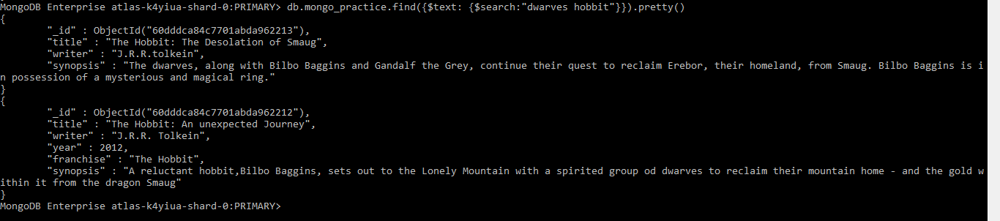 MongoDB Enterprise atlas-k4yiua-shard-0:PRIMARY> db.mongo_practice.find({$text: {$search:"dwarves hobbit"}}).pretty()
{
        "_id" : ObjectId("60dddca84c7701abda962213"),
        "title" : "The Hobbit: The Desolation of Smaug",
        "writer" : "J.R.R.tolkein",
        "synopsis" : "The dwarves, along with Bilbo Baggins and Gandalf the Grey, continue their quest to reclaim Erebor, their homeland, from Smaug. Bilbo Baggins is i
n possession of a mysterious and magical ring."
}
{
        "_id" : ObjectId("60dddca84c7701abda962212"),
        "title" : "The Hobbit: An unexpected Journey",
        "writer" : "J.R.R. Tolkein",
        "year" : 2012,
        "franchise" : "The Hobbit",
        "synopsis" : "A reluctant hobbit,Bilbo Baggins, sets out to the Lonely Mountain with a spirited group od dwarves to reclaim their mountain home - and the gold w
ithin it from the dragon Smaug"
}
MongoDB Enterprise atlas-k4yiua-shard-0:PRIMARY>